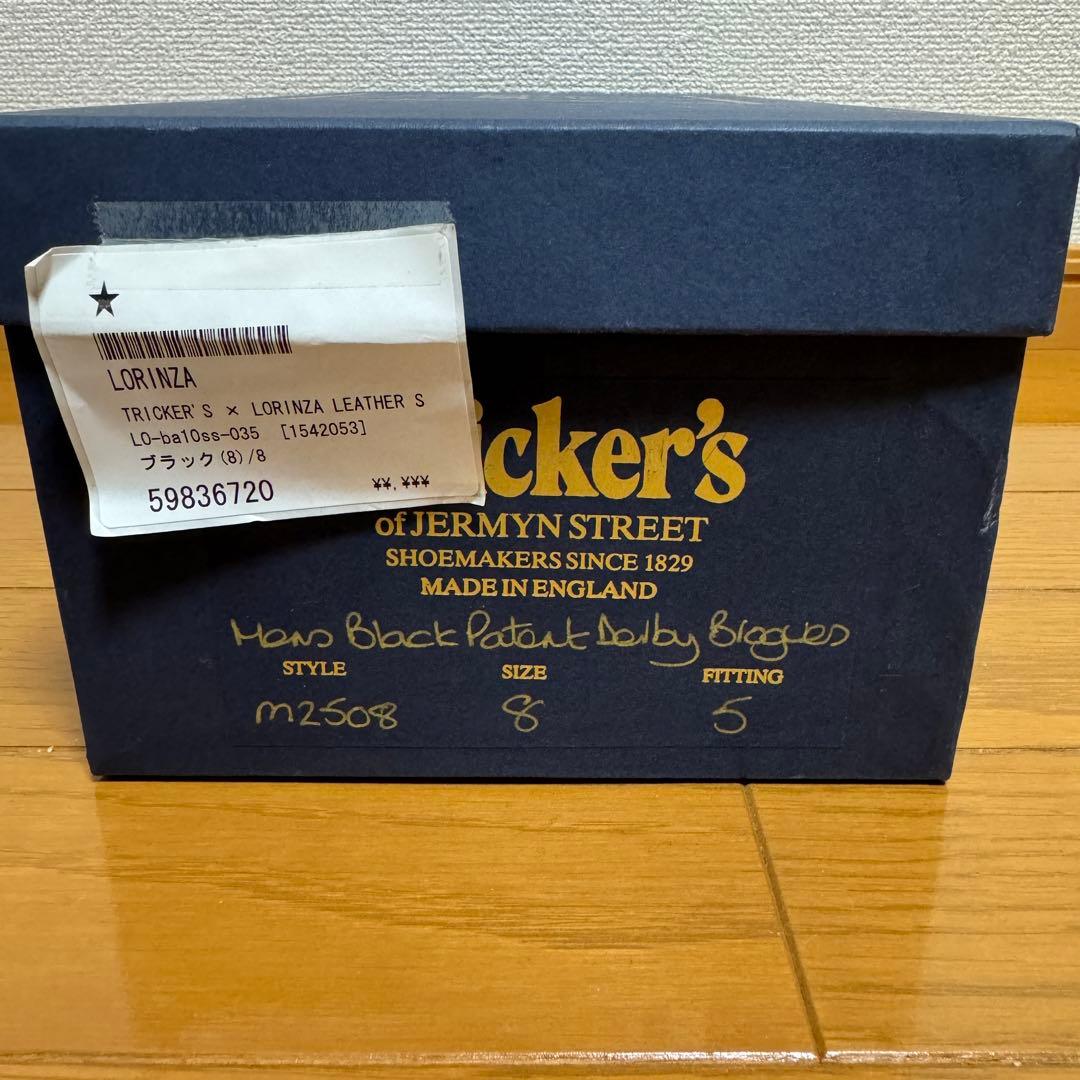 ★
LORINZA
TRICKER'S × LORINZA LEATHER S
LO-ba10ss-035 [1542053]
ブラック(8)/8
59836720 ¥¥,¥¥¥
icker's
of JERMYN STREET
SHOEMAKERS SINCE 1829
MADE IN ENGLAND
Mens Black Patent Derby Brogues
STYLE SIZE FITTING
M2508 8 5